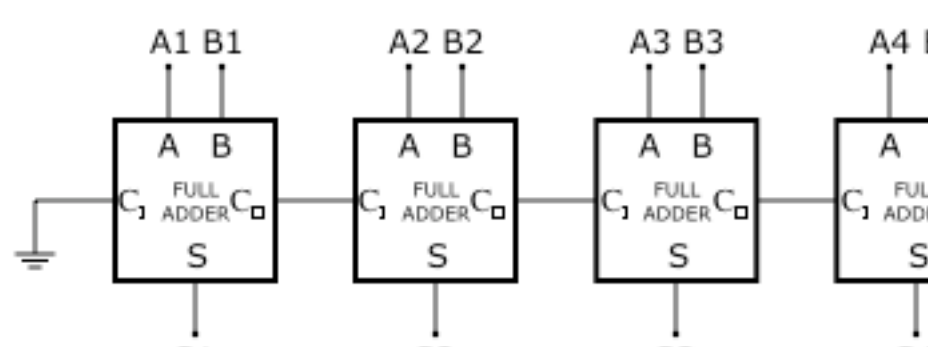 A1 B1 A2 B2 A3 B3 A4
A B A B A B A
C FULL C C FULL C C FULL C C
ADDER ADDER ADDER
S S S S